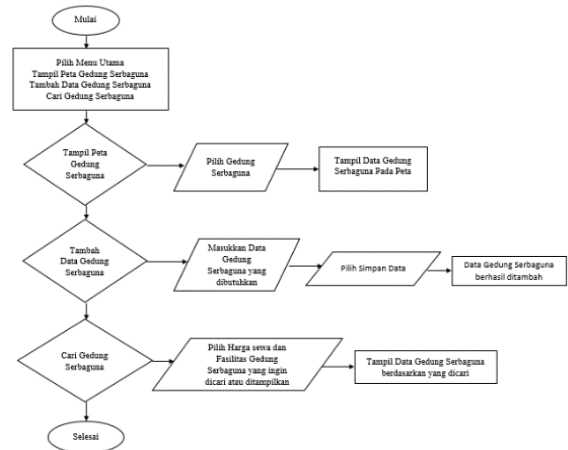 Mulai
Pilih Menu Utama
Tampil Peta Gedung Serbaguna
Tambah Data Gedung Serbaguna
Cari Gedung Serbaguna
Tampil Peta
Gedung
Serbaguna
Pilih Gedung
Serbaguna
Tampil Data Gedung
Serbaguna Pada Peta
Tambah
Data Gedung
Serbaguna
Masukkan Data
Gedung
Serbaguna yang
dibutuhkan
Pilih Simpan Data
Data Gedung Serbaguna
berhasil ditambah
Cari Gedung
Serbaguna
Pilih Harga sewa dan
Fasilitas Gedung
Serbaguna yang ingin
dicari atau ditampilkan
Tampil Data Gedung Serbaguna
berdasarkan yang dicari
Selesai